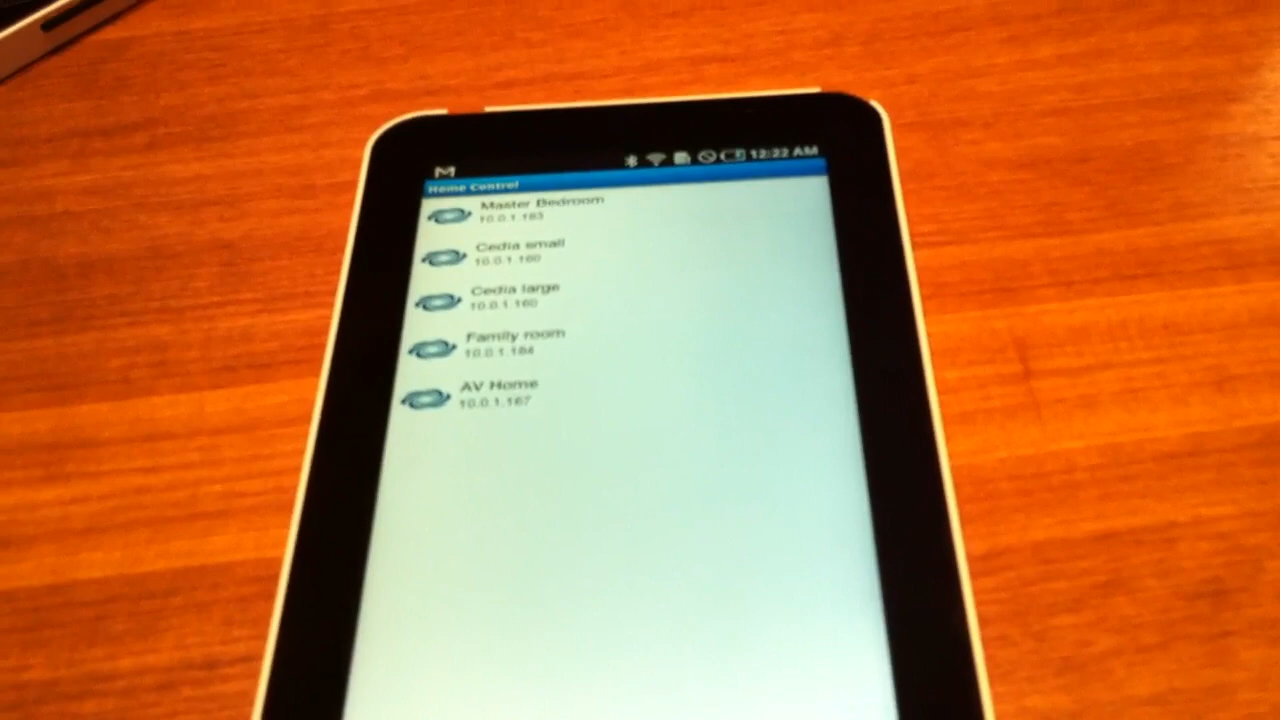 12:22 AM
Home Control
Master Bedroom
10.0.1.183
Cedia small
10.0.1.160
Cedia large
10.0.1.160
Family room
10.0.1.184
AV Home
10.0.1.167